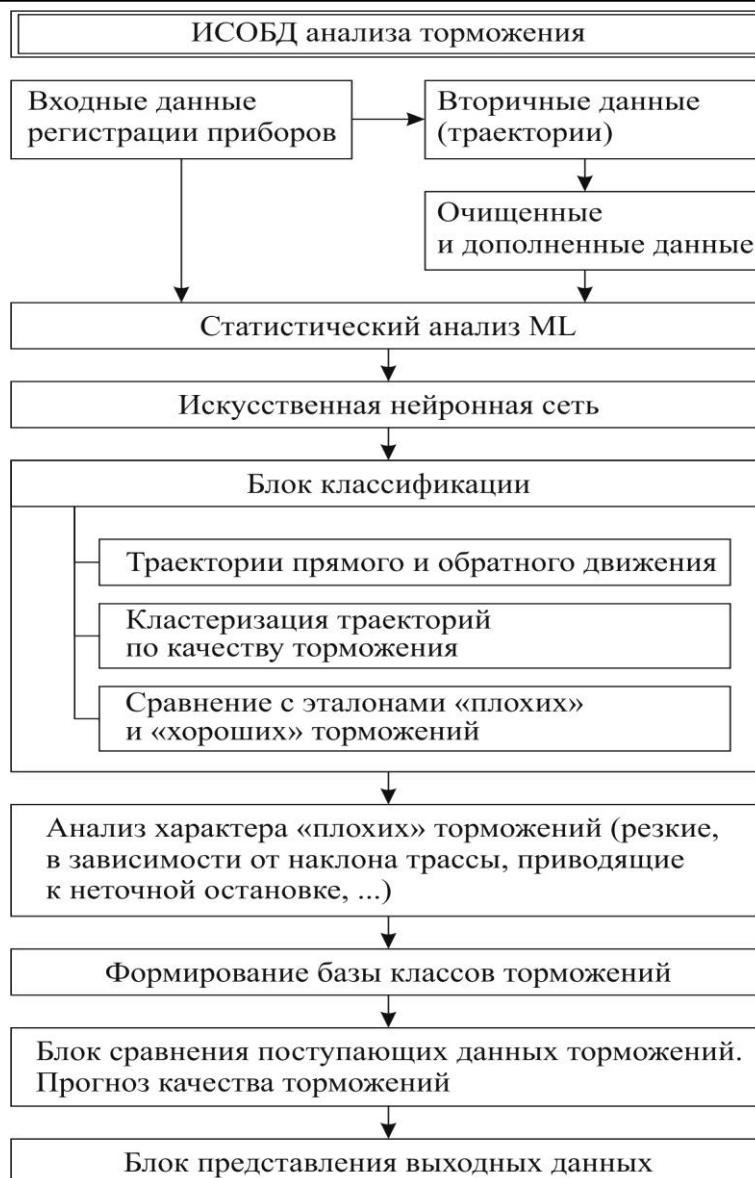 ИСОБД анализа торможения
Входные данные
регистрации приборов
Вторичные данные
(траектории)
Очищенные
и дополненные данные
Статистический анализ ML
Искусственная нейронная сеть
Блок классификации
Траектории прямого и обратного движения
Кластеризация траекторий
по качеству торможения
Сравнение с эталонами «плохих»
и «хороших» торможений
Анализ характера «плохих» торможений (резкие,
в зависимости от наклона трассы, приводящие
к неточной остановке, ...)
Формирование базы классов торможений
Блок сравнения поступающих данных торможений.
Прогноз качества торможений
Блок представления выходных данных